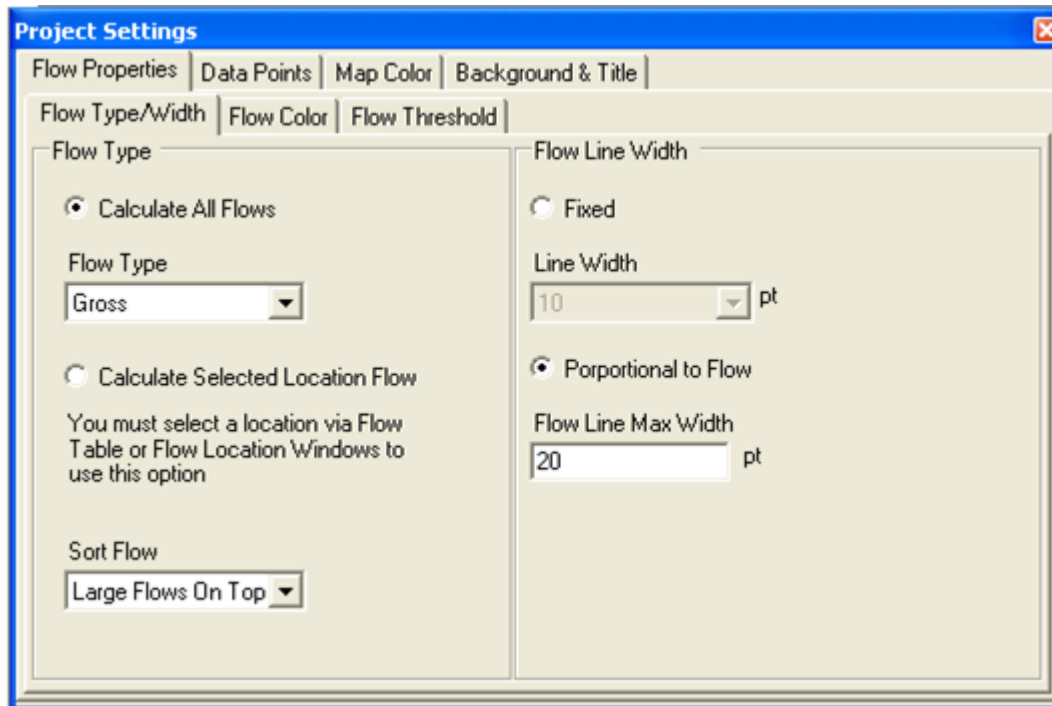 Project Settings
Flow Properties Data Points Map Color Background & Title
Flow Type/Width Flow Color Flow Threshold
Flow Type
Calculate All Flows
Flow Type
Gross
Calculate Selected Location Flow
You must select a location via Flow
Table or Flow Location Windows to
use this option
Sort Flow
Large Flows On Top
Flow Line Width
Fixed
Line Width
10 pt
Porportional to Flow
Flow Line Max Width
20 pt